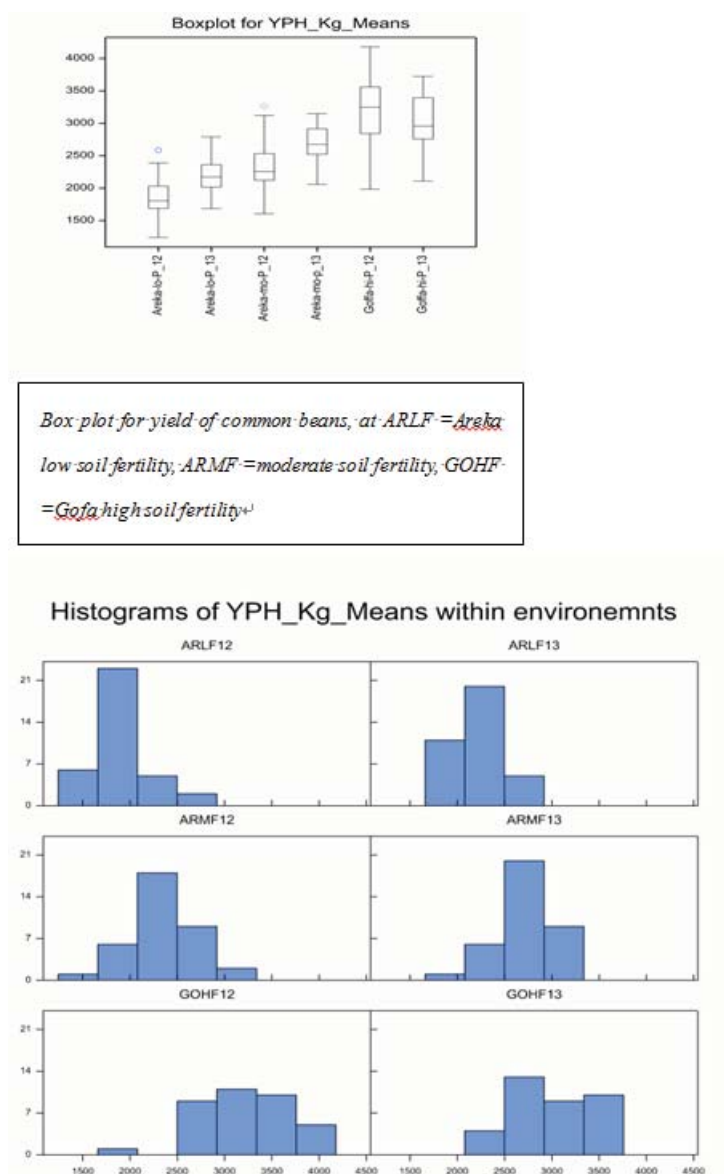 Boxplot for YPH_Kg_Means
4000
3500
3000
2500
2000
1500
Areka-lo-P_12
Areka-lo-P_13
Areka-mo-P_12
Areka-mo-p_13
Goffa-hi-P_12
Goffa-hi-P_13
Box plot for yield of common beans, at ARLF =Areka
low soil fertility, ARMF =moderate soil fertility, GOHF
=Gofa high soil fertility↵
Histograms of YPH_Kg_Means within environemnts
ARLF12 ARLF13
21
14
7
0
ARMF12 ARMF13
21
14
7
0
GOHF12 GOHF13
21
14
7
0
1500 2000 2500 3000 3500 4000 4500 1500 2000 2500 3000 3500 4000 4500